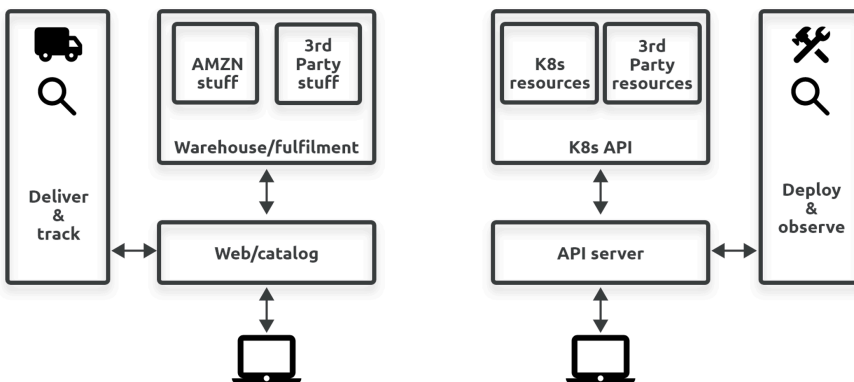 AMZN
stuff
3rd
Party
stuff
Warehouse/fulfilment
Deliver
&
track
Web/catalog
K8s
resources
3rd
Party
resources
K8s API
Deploy
&
observe
API server